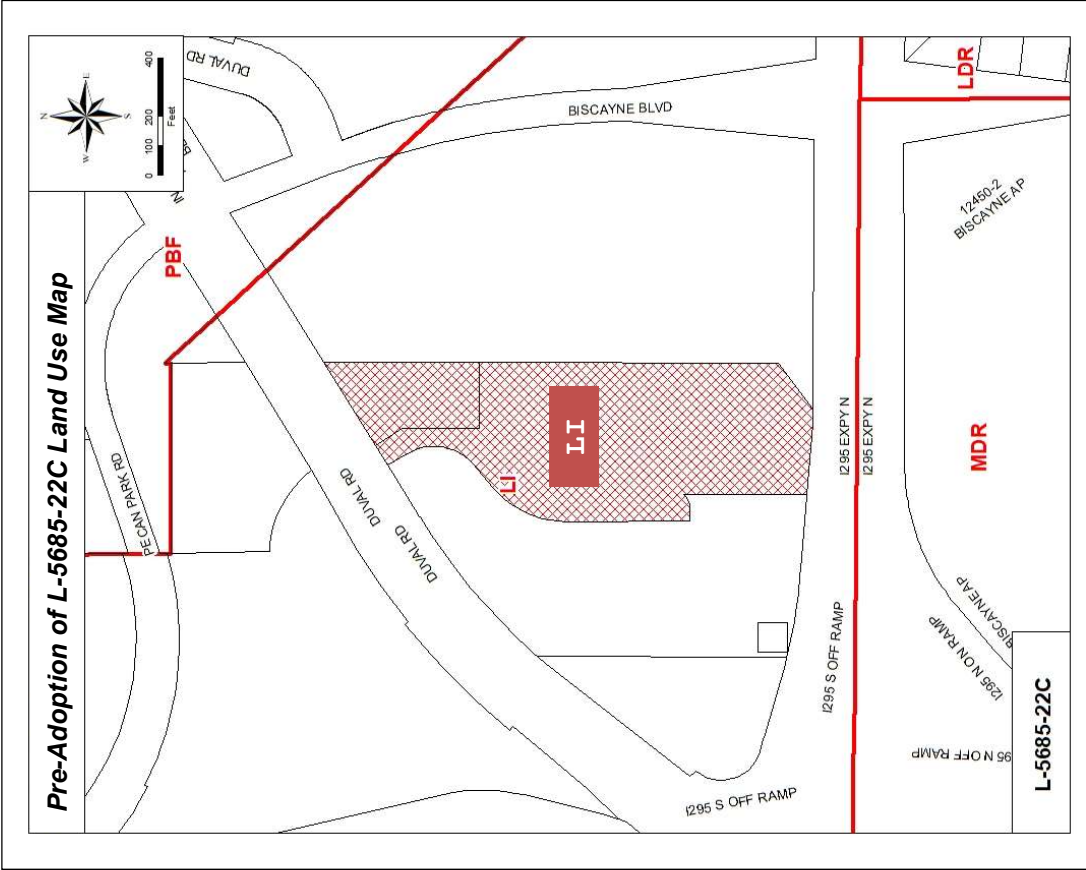 Pre-Adoption of L-5685-22C Land Use Map
N
E
S
W
0 100 200 400
Feet
DUVAL RD
BISCAYNE BLVD
LDR
PBF
PECAN PARK RD
DUVAL RD
DUVAL RD
DUVAL RD
LI
LI
12450-2
BISCAYNE AP
I295 EXPY N
I295 EXPY N
MDR
I295 S OFF RAMP
I295 S OFF RAMP
BISCAYNE AP
I295 N ON RAMP
95 N OFF RAMP
L-5685-22C